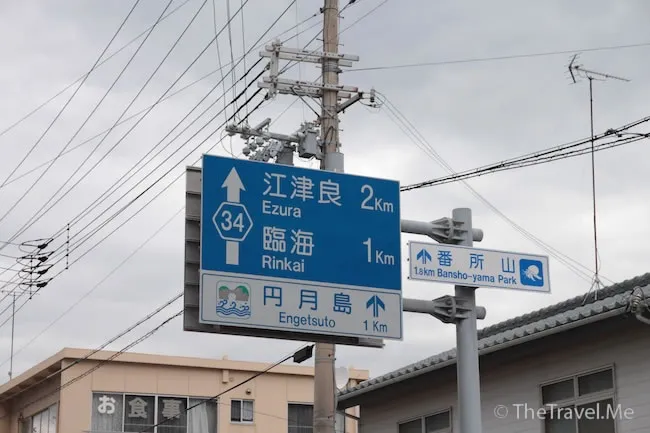 江津良 2Km
Ezura
34
臨海 1Km
Rinkai
円月島
Engetsuto 1Km
番所山
1.8km Bansho-yama Park
お食事
© TheTravel.Me